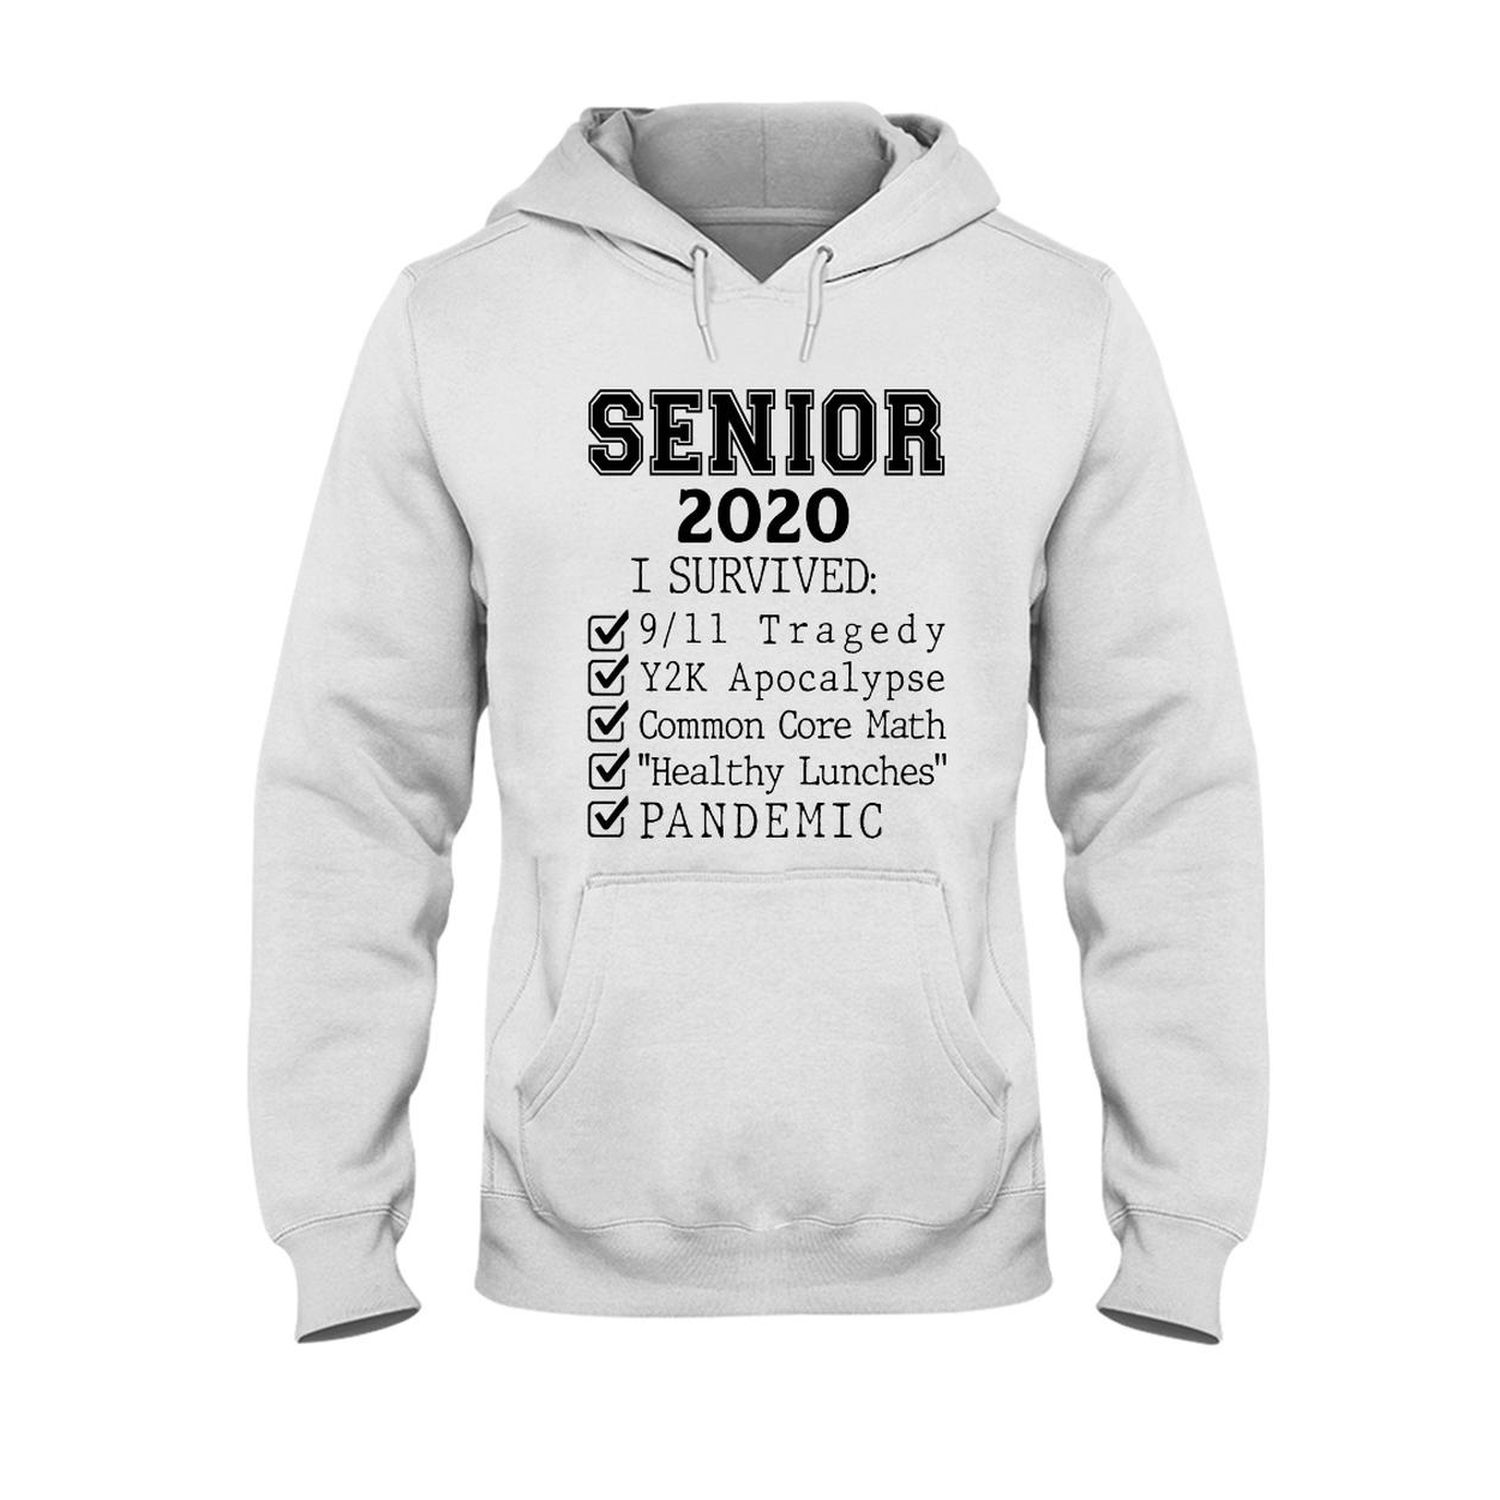 SENIOR
2020
I SURVIVED:
9/11 Tragedy
Y2K Apocalypse
Common Core Math
"Healthy Lunches"
PANDEMIC